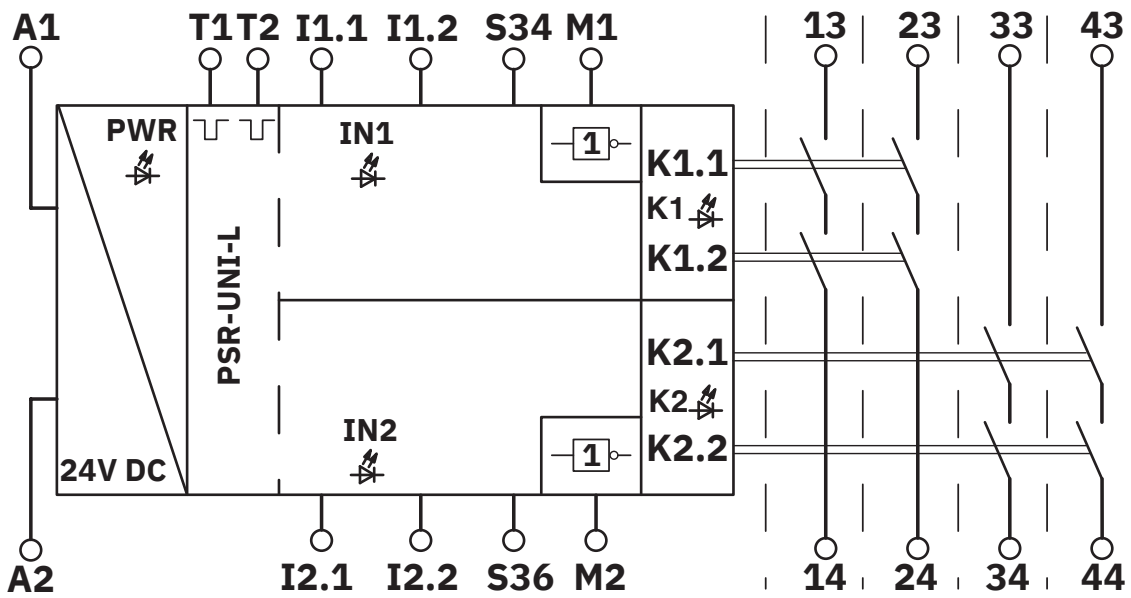 A1 T1 T2 I1.1 I1.2 S34 M1 13 23 33 43
PWR IN1 1 K1.1
K1
K1.2
PSR-UNI-L
K2.1
K2
IN2 1 K2.2
24V DC
A2 I2.1 I2.2 S36 M2 14 24 34 44